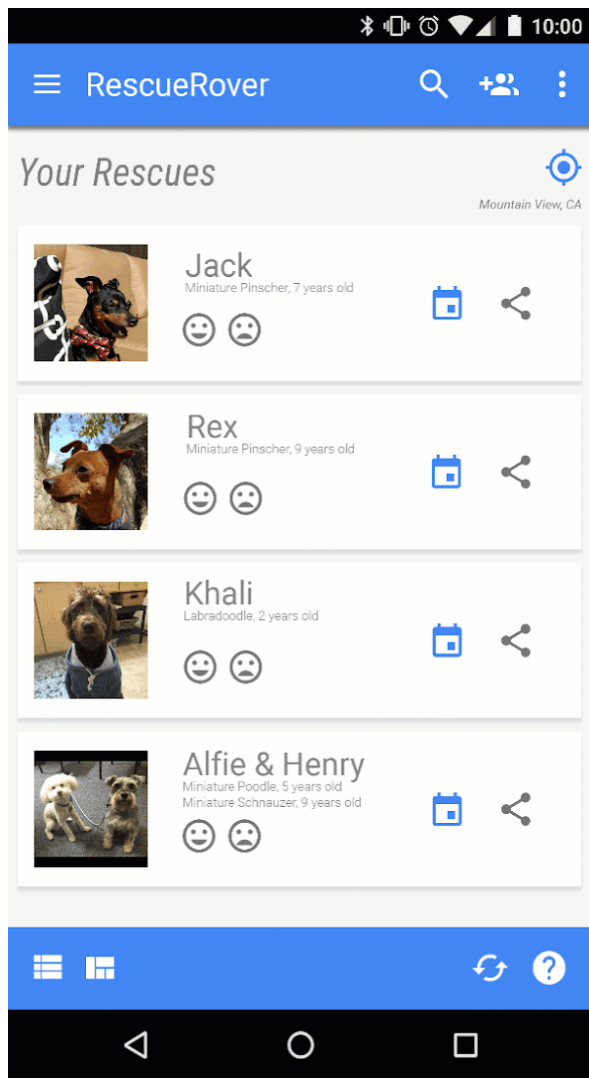 10:00
RescueRover
Your Rescues
Mountain View, CA
Jack
Miniature Pinscher, 7 years old
Rex
Miniature Pinscher, 9 years old
Khali
Labradoodle, 2 years old
Alfie & Henry
Miniature Poodle, 5 years old
Miniature Schnauzer, 9 years old